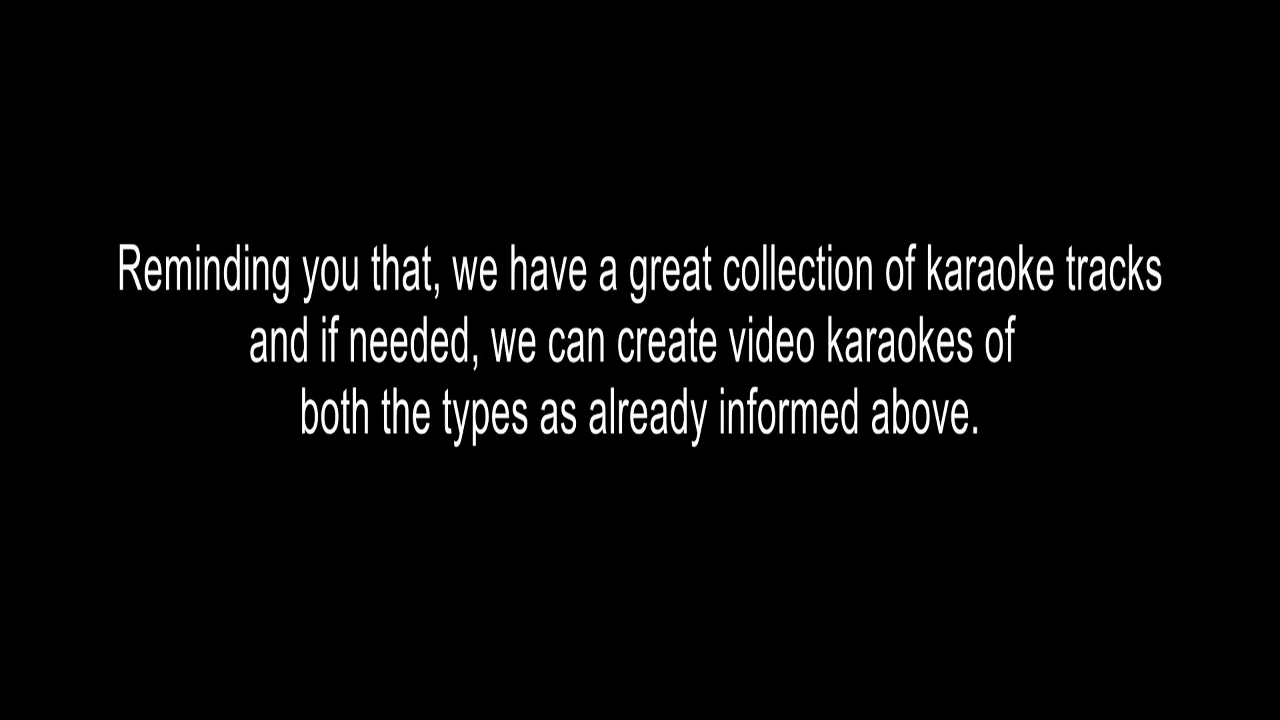 Reminding you that, we have a great collection of karaoke tracks
and if needed, we can create video karaokes of
both the types as already informed above.